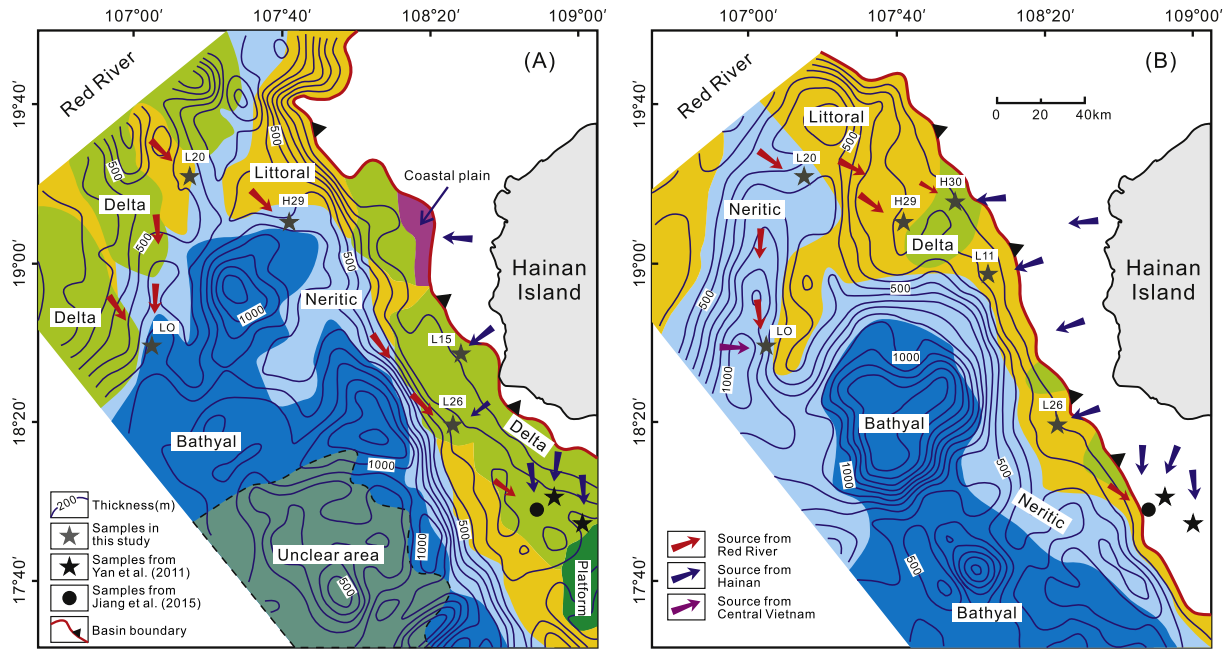 107°00′ 107°40′ 108°20′ 109°00′
19°40′
19°00′
18°20′
17°40′
(A)
Red River
500
L20
Littoral
500
Coastal plain
Delta
H29
500
500
Hainan
Island
Neritic
1000
Delta
LO
L15
L26
Delta
Bathyal
1000
200 Thickness(m)
Samples in
this study
Samples from
Yan et al. (2011)
Samples from
Jiang et al. (2015)
Basin boundary
1000
500
Unclear area
500
Platform
107°00′ 107°40′ 108°20′ 109°00′
19°40′
19°00′
18°20′
17°40′
(B)
Red River
0 20 40km
Littoral
500
L20
H30
Neritic
H29
Delta
L11
Hainan
Island
500
500
LO
1000
1000
L26
Bathyal
1000
500
Neritic
500
Bathyal
Source from
Red River
Source from
Hainan
Source from
Central Vietnam